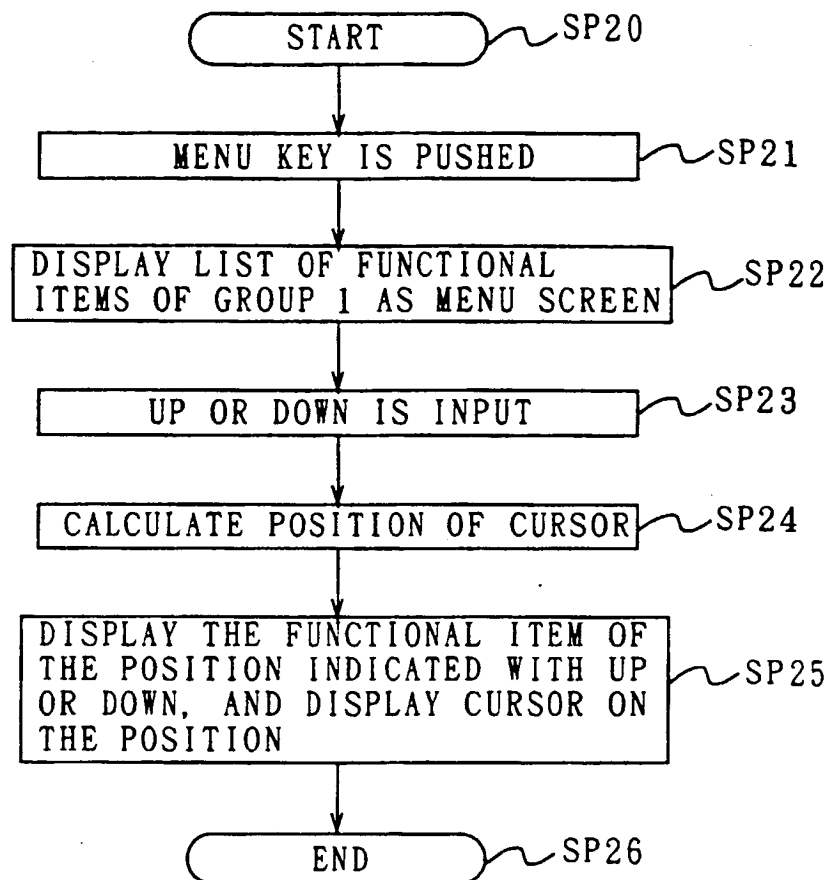 START
SP20
MENU KEY IS PUSHED
SP21
DISPLAY LIST OF FUNCTIONAL
ITEMS OF GROUP 1 AS MENU SCREEN
SP22
UP OR DOWN IS INPUT
SP23
CALCULATE POSITION OF CURSOR
SP24
DISPLAY THE FUNCTIONAL ITEM OF
THE POSITION INDICATED WITH UP
OR DOWN, AND DISPLAY CURSOR ON
THE POSITION
SP25
END
SP26